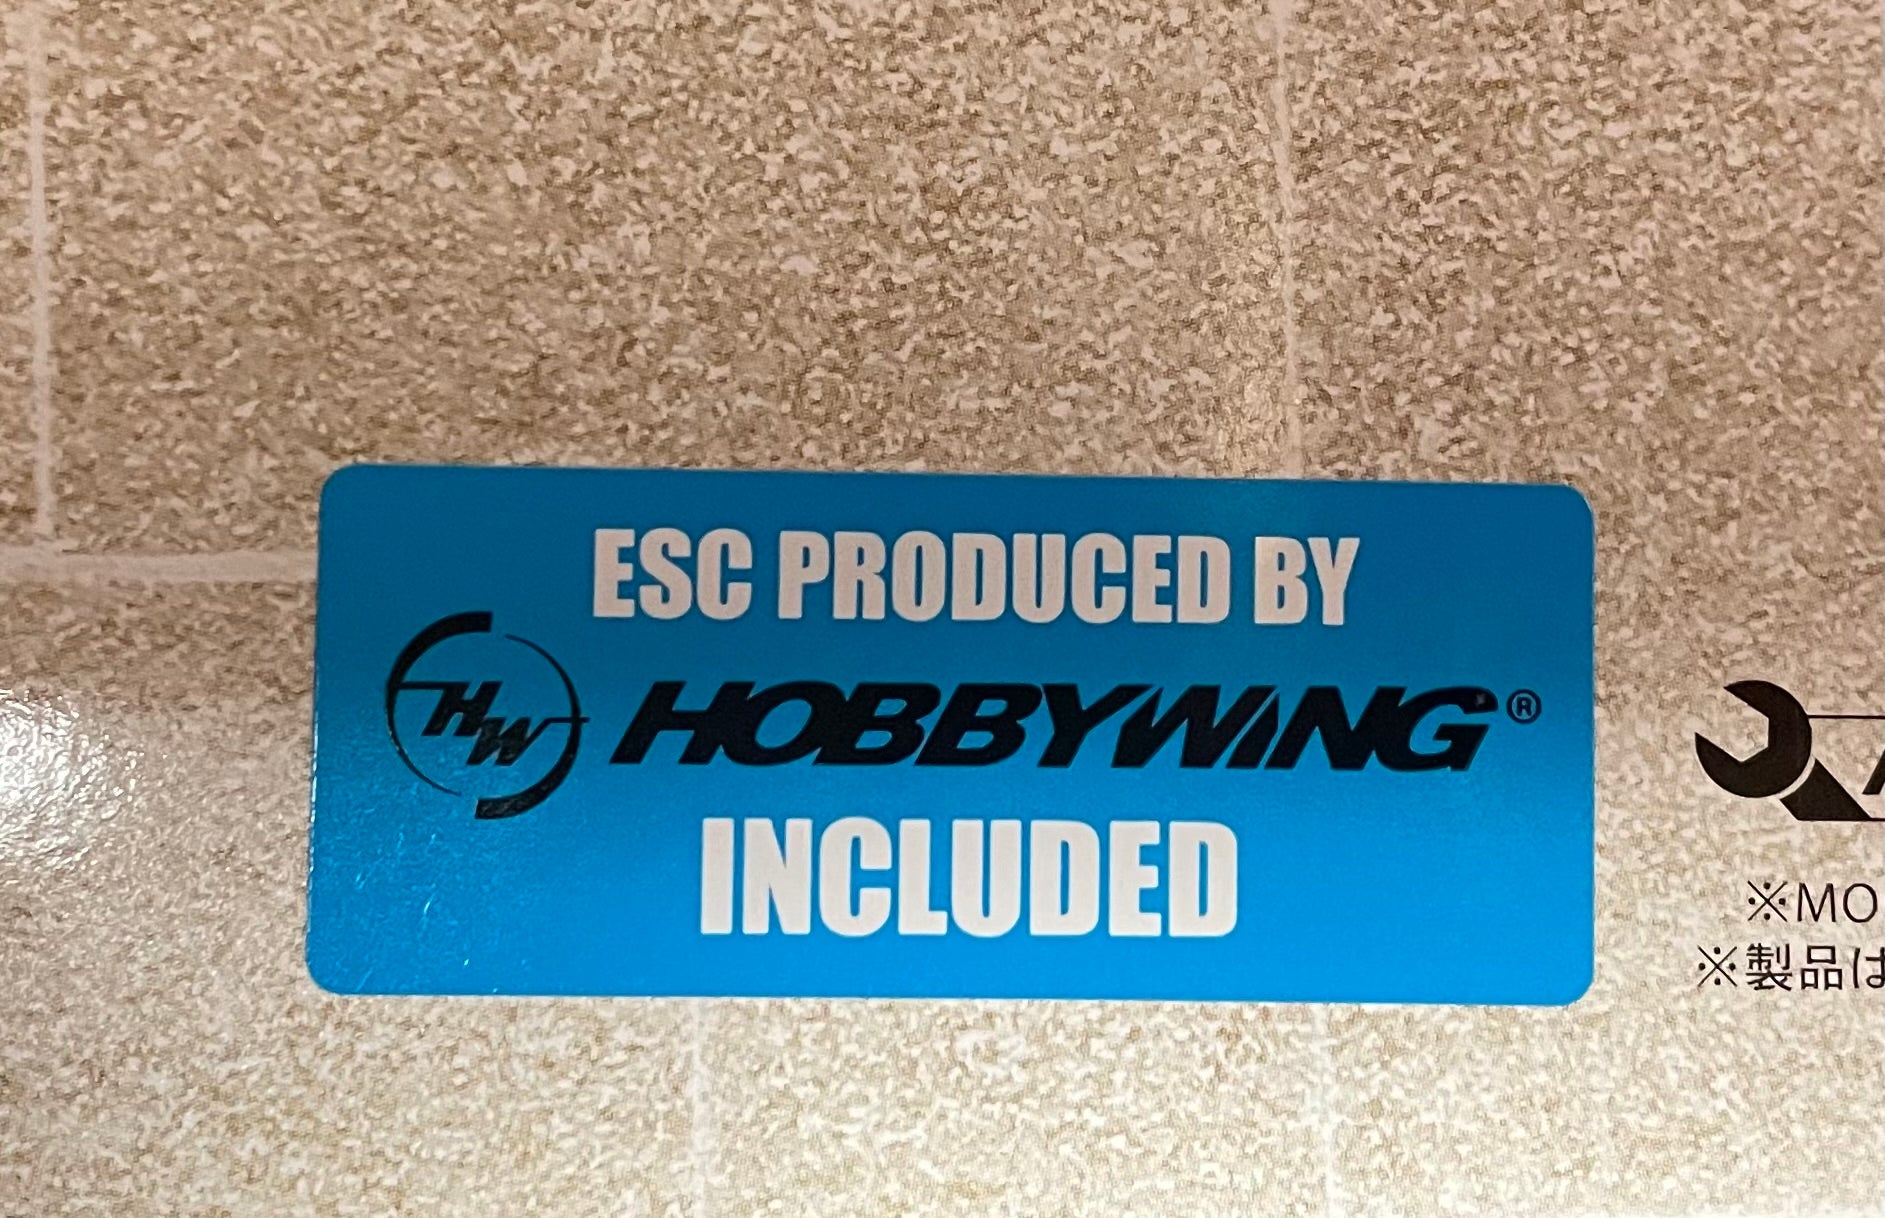 ESC PRODUCED BY
HW HOBBYWING®
INCLUDED
※MO
※製品は